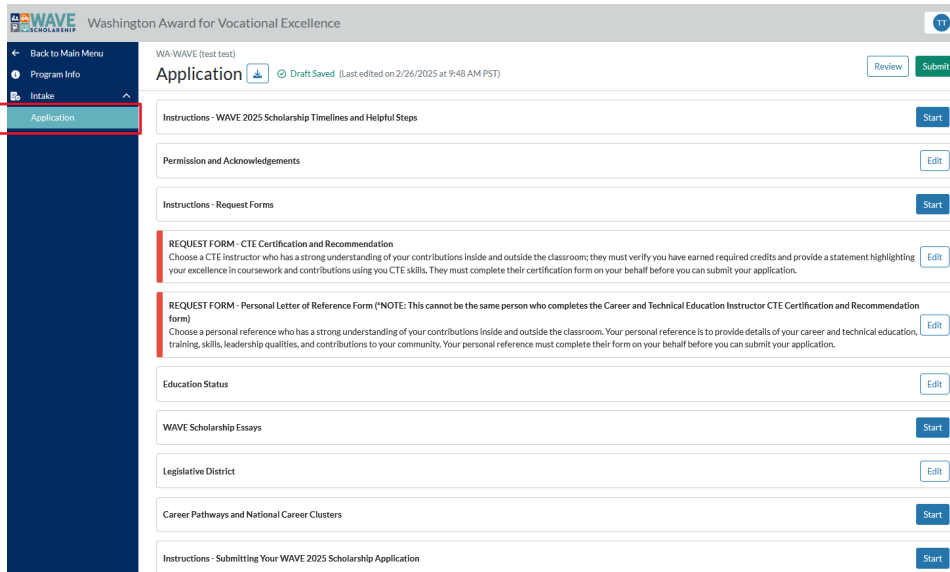 WAVE
SCHOLARSHIP
Washington Award for Vocational Excellence
TT
Back to Main Menu
Program Info
Intake
Application
WA-WAVE (test test)
Application
Draft Saved (Last edited on 2/26/2025 at 9:48 AM PST)
Review
Submit
Instructions - WAVE 2025 Scholarship Timelines and Helpful Steps
Start
Permission and Acknowledgements
Edit
Instructions - Request Forms
Start
REQUEST FORM - CTE Certification and Recommendation
Choose a CTE instructor who has a strong understanding of your contributions inside and outside the classroom; they must verify you have earned required credits and provide a statement highlighting
your excellence in coursework and contributions using you CTE skills. They must complete their certification form on your behalf before you can submit your application.
Edit
REQUEST FORM - Personal Letter of Reference Form (*NOTE: This cannot be the same person who completes the Career and Technical Education Instructor CTE Certification and Recommendation
form)
Choose a personal reference who has a strong understanding of your contributions inside and outside the classroom. Your personal reference is to provide details of your career and technical education,
training, skills, leadership qualities, and contributions to your community. Your personal reference must complete their form on your behalf before you can submit your application.
Edit
Education Status
Edit
WAVE Scholarship Essays
Start
Legislative District
Edit
Career Pathways and National Career Clusters
Start
Instructions - Submitting Your WAVE 2025 Scholarship Application
Start